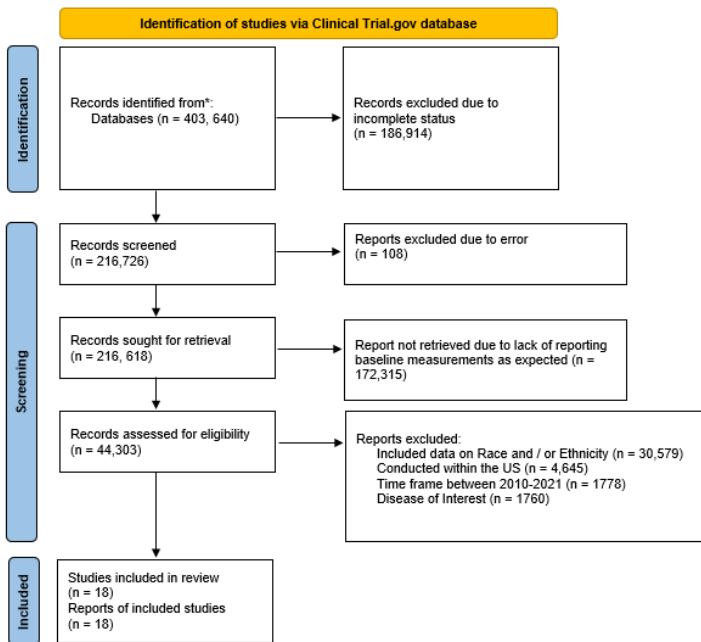 Identification of studies via Clinical Trial.gov database
Identification
Records identified from*:
Databases (n = 403, 640)
Records excluded due to
incomplete status
(n = 186,914)
Screening
Records screened
(n = 216,726)
Reports excluded due to error
(n = 108)
Records sought for retrieval
(n = 216, 618)
Report not retrieved due to lack of reporting
baseline measurements as expected (n =
172,315)
Records assessed for eligibility
(n = 44,303)
Reports excluded:
Included data on Race and / or Ethnicity (n = 30,579)
Conducted within the US (n = 4,645)
Time frame between 2010-2021 (n = 1778)
Disease of Interest (n = 1760)
Included
Studies included in review
(n = 18)
Reports of included studies
(n = 18)